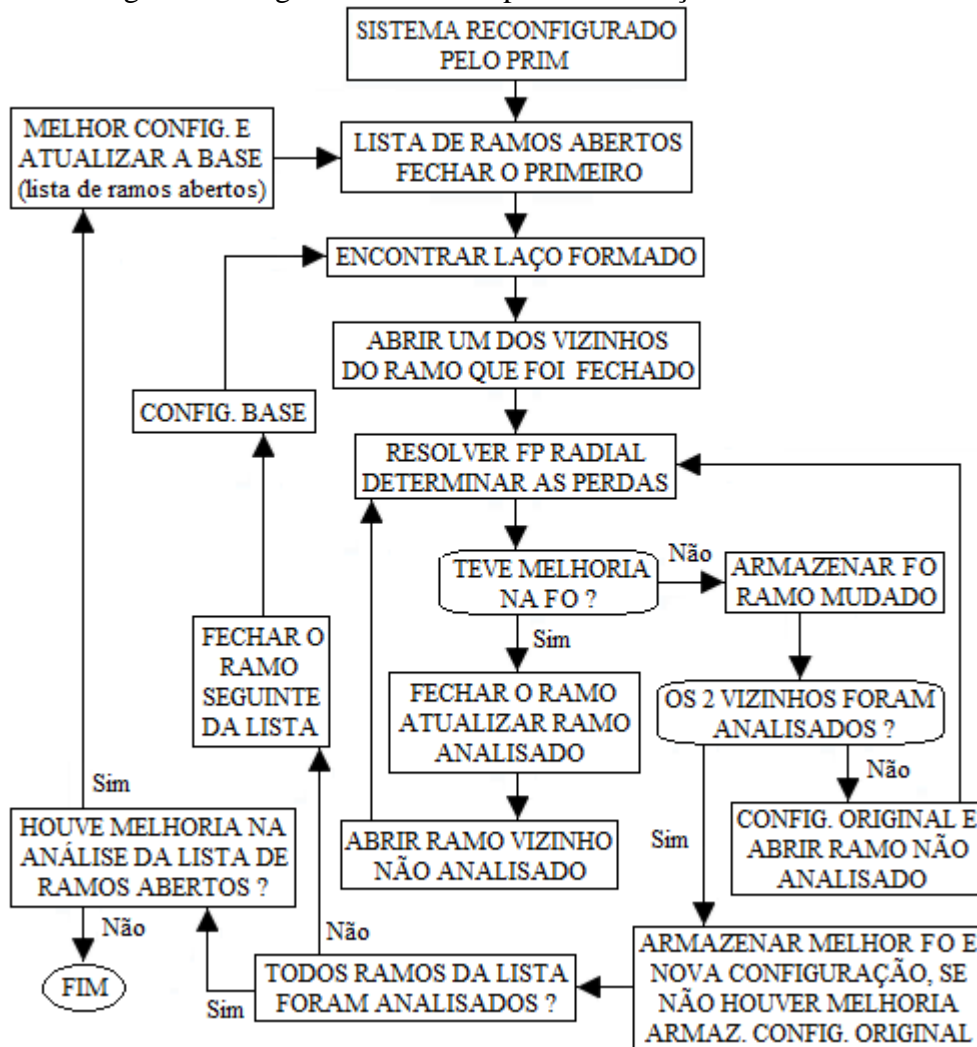 SISTEMA RECONFIGURADO
PELO PRIM
MELHOR CONFIG. E
ATUALIZAR A BASE
(lista de ramos abertos)
LISTA DE RAMOS ABERTOS
FECHAR O PRIMEIRO
ENCONTRAR LAÇO FORMADO
ABRIR UM DOS VIZINHOS
DO RAMO QUE FOI FECHADO
CONFIG. BASE
RESOLVER FP RADIAL
DETERMINAR AS PERDAS
TEVE MELHORIA
NA FO ?
Não
ARMAZENAR FO
RAMO MUDADO
Sim
FECHAR O
RAMO
SEGUINTE
DA LISTA
FECHAR O RAMO
ATUALIZAR RAMO
ANALISADO
OS 2 VIZINHOS FORAM
ANALISADOS ?
Não
Sim
Sim
HOUVE MELHORIA NA
ANÁLISE DA LISTA DE
RAMOS ABERTOS ?
ABRIR RAMO VIZINHO
NÃO ANALISADO
CONFIG. ORIGINAL E
ABRIR RAMO NÃO
ANALISADO
Não
Não
FIM
Sim
TODOS RAMOS DA LISTA
FORAM ANALISADOS ?
ARMAZENAR MELHOR FO E
NOVA CONFIGURAÇÃO, SE
NÃO HOUVER MELHORIA
ARMAZ. CONFIG. ORIGINAL